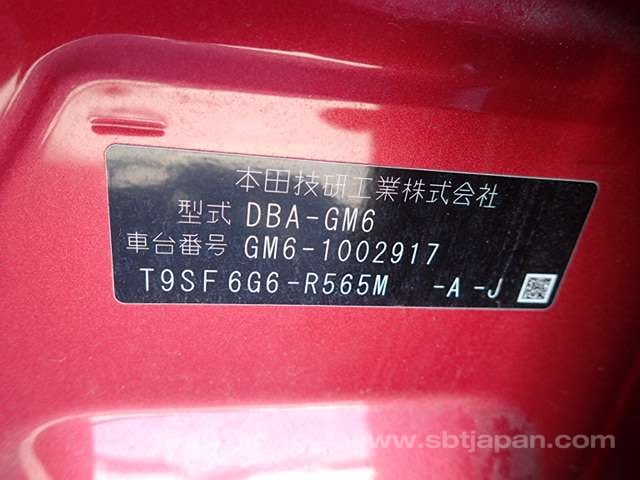 本田技研工業株式会社
型式 DBA-GM6
車台番号 GM6-1002917
T9SF6G6-R565M -A-J
www.sbtjapan.com